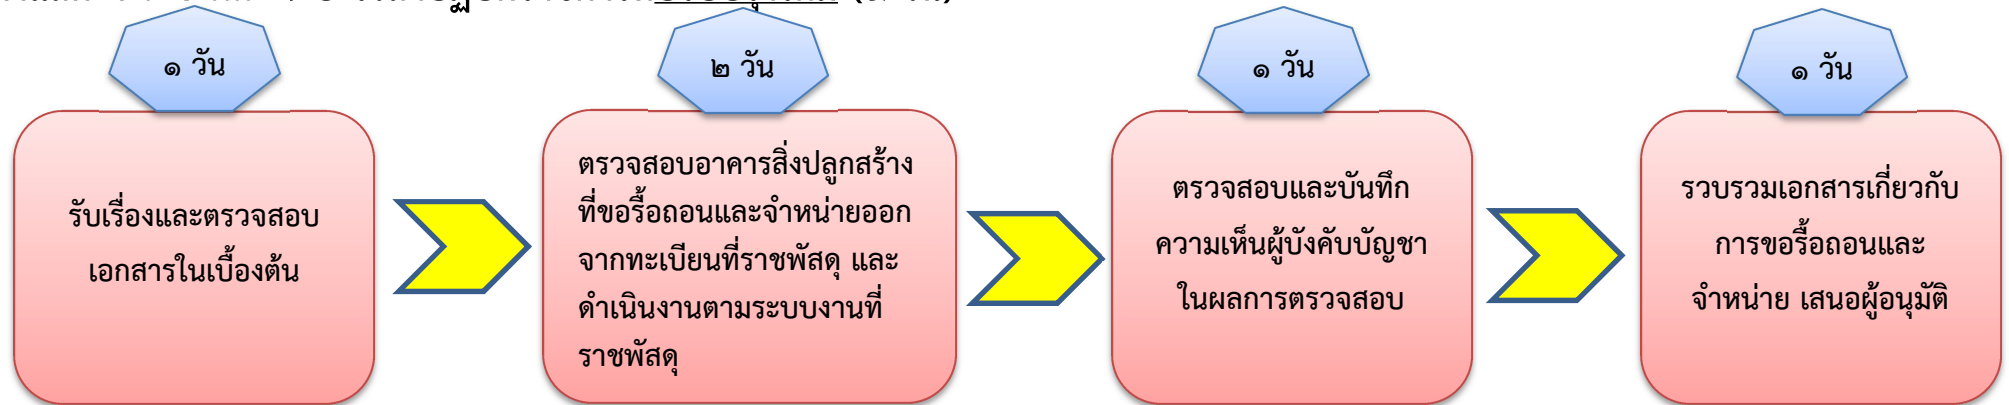 ๑ วัน
๒ วัน
๑ วัน
๑ วัน
รับเรื่องและตรวจสอบ
เอกสารในเบื้องต้น
ตรวจสอบอาคารสิ่งปลูกสร้าง
ที่ขอรื้อถอนและจำหน่ายออก
จากทะเบียนที่ราชพัสดุ และ
ดำเนินงานตามระบบงานที่
ราชพัสดุ
ตรวจสอบและบันทึก
ความเห็นผู้บังคับบัญชา
ในผลการตรวจสอบ
รวบรวมเอกสารเกี่ยวกับ
การขอรื้อถอนและ
จำหน่าย เสนอผู้อนุมัติ